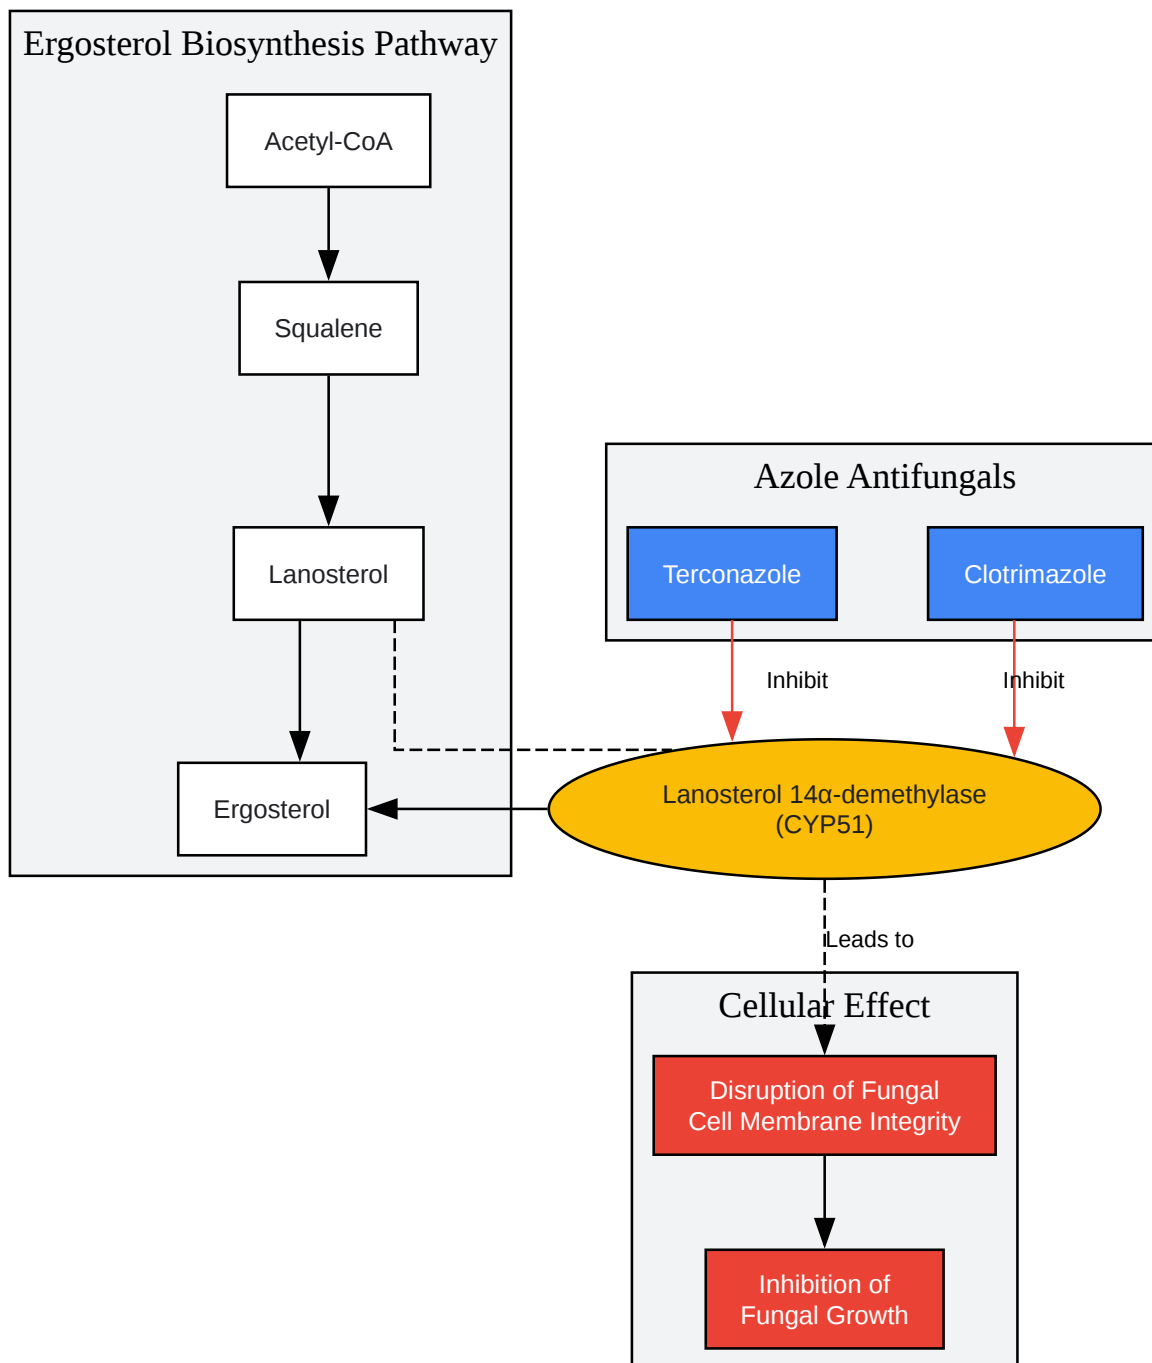 Ergosterol Biosynthesis Pathway
Acetyl-CoA
Squalene
Lanosterol
Ergosterol
Azole Antifungals
Terconazole
Clotrimazole
Inhibit
Inhibit
Lanosterol 14α-demethylase
(CYP51)
Leads to
Cellular Effect
Disruption of Fungal
Cell Membrane Integrity
Inhibition of
Fungal Growth